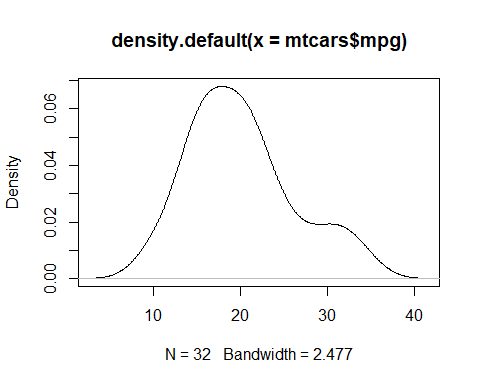 density.default(x = mtcars$mpg)
Density
0.06
0.04
0.02
0.00
10 20 30 40
N = 32 Bandwidth = 2.477